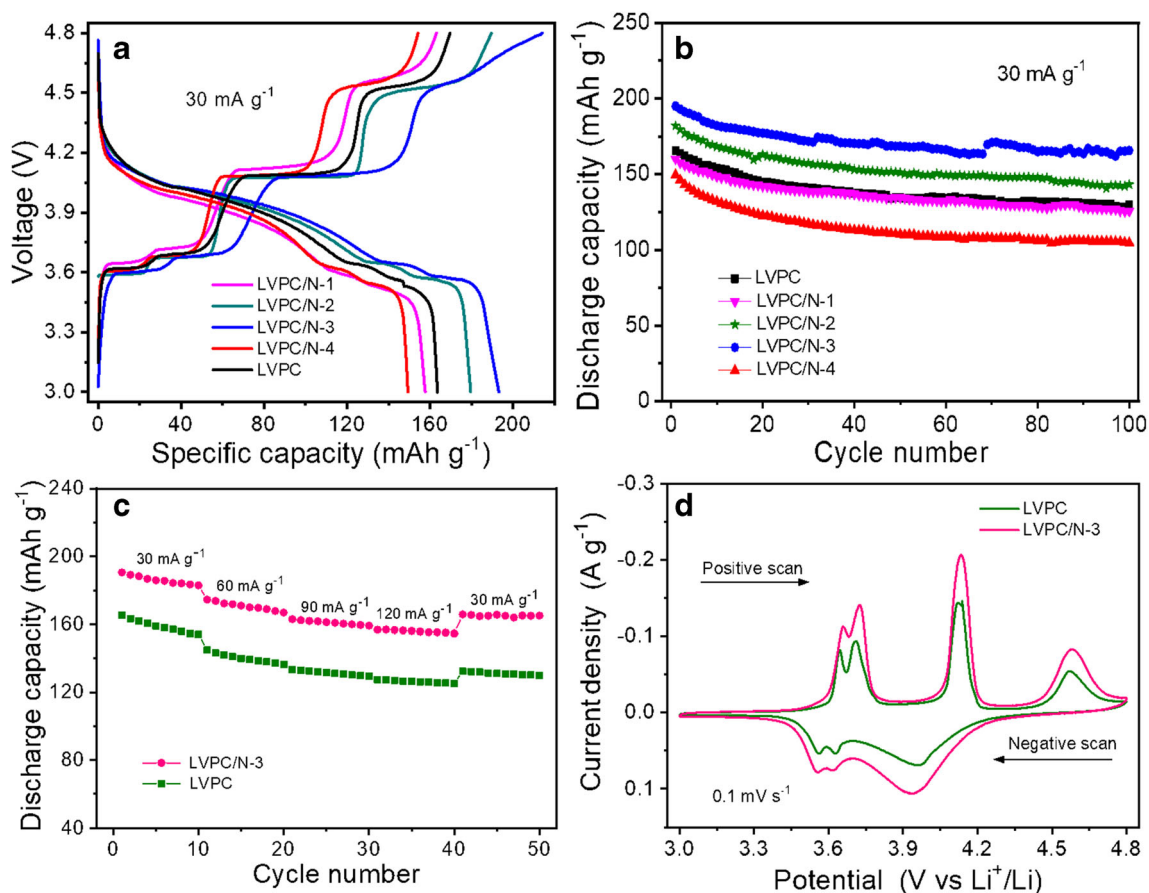 a
30 mA g⁻¹
Voltage (V)
4.8
4.5
4.2
3.9
3.6
3.3
3.0
LVPC/N-1
LVPC/N-2
LVPC/N-3
LVPC/N-4
LVPC
0 40 80 120 160 200
Specific capacity (mAh g⁻¹)
b
30 mA g⁻¹
Discharge capacity (mAh g⁻¹)
250
200
150
100
50
0
LVPC
LVPC/N-1
LVPC/N-2
LVPC/N-3
LVPC/N-4
0 20 40 60 80 100
Cycle number
c
Discharge capacity (mAh g⁻¹)
240
200
160
120
80
40
30 mA g⁻¹
60 mA g⁻¹
90 mA g⁻¹
120 mA g⁻¹
30 mA g⁻¹
LVPC/N-3
LVPC
0 10 20 30 40 50
Cycle number
d
LVPC
LVPC/N-3
Current density (A g⁻¹)
-0.3
-0.2
-0.1
0.0
0.1
Positive scan
Negative scan
0.1 mV s⁻¹
3.0 3.3 3.6 3.9 4.2 4.5 4.8
Potential (V vs Li⁺/Li)